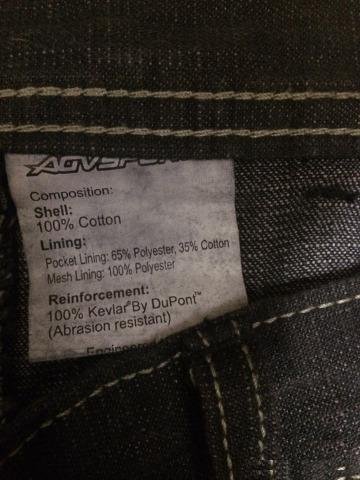 AGVSPORT
Composition:
Shell:
100% Cotton
Lining:
Pocket Lining: 65% Polyester, 35% Cotton
Mesh Lining: 100% Polyester
Reinforcement:
100% Kevlar® By DuPont™
(Abrasion resistant)